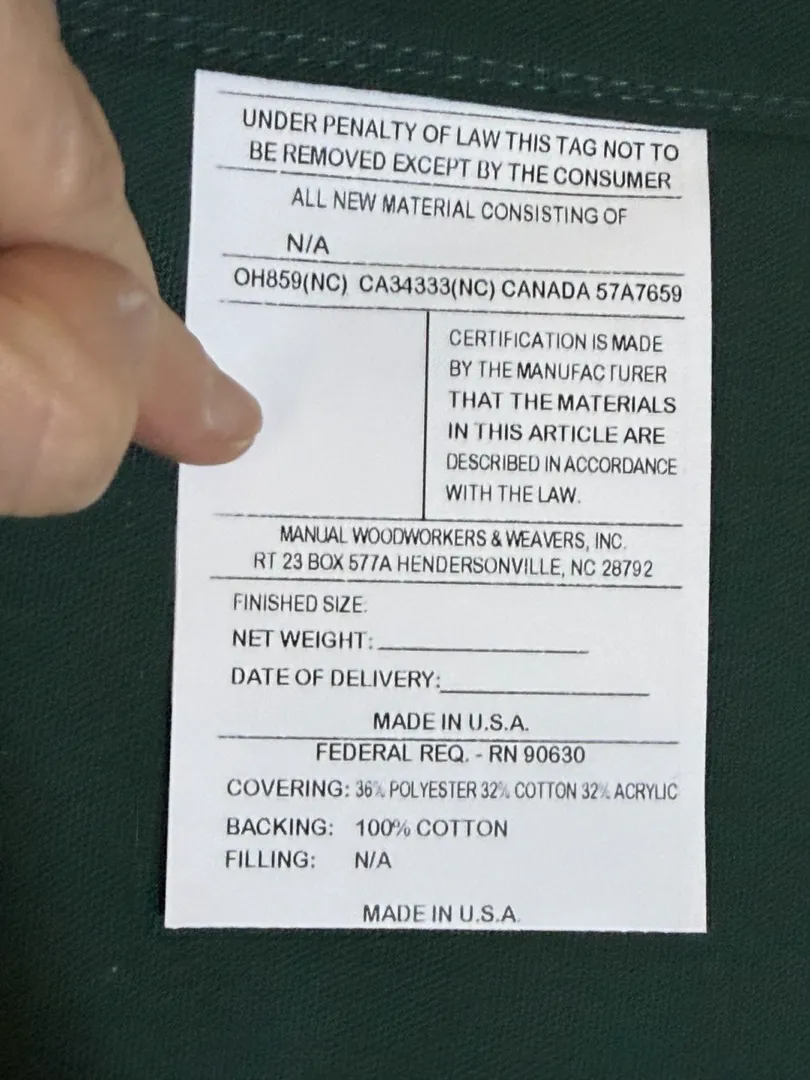 UNDER PENALTY OF LAW THIS TAG NOT TO
BE REMOVED EXCEPT BY THE CONSUMER
ALL NEW MATERIAL CONSISTING OF
N/A
OH859(NC) CA34333(NC) CANADA 57A7659
CERTIFICATION IS MADE
BY THE MANUFACTURER
THAT THE MATERIALS
IN THIS ARTICLE ARE
DESCRIBED IN ACCORDANCE
WITH THE LAW.
MANUAL WOODWORKERS & WEAVERS, INC.
RT 23 BOX 577A HENDERSONVILLE, NC 28792
FINISHED SIZE:
NET WEIGHT:
DATE OF DELIVERY:
MADE IN U.S.A.
FEDERAL REQ. - RN 90630
COVERING: 36% POLYESTER 32% COTTON 32% ACRYLIC
BACKING: 100% COTTON
FILLING: N/A
MADE IN U.S.A.